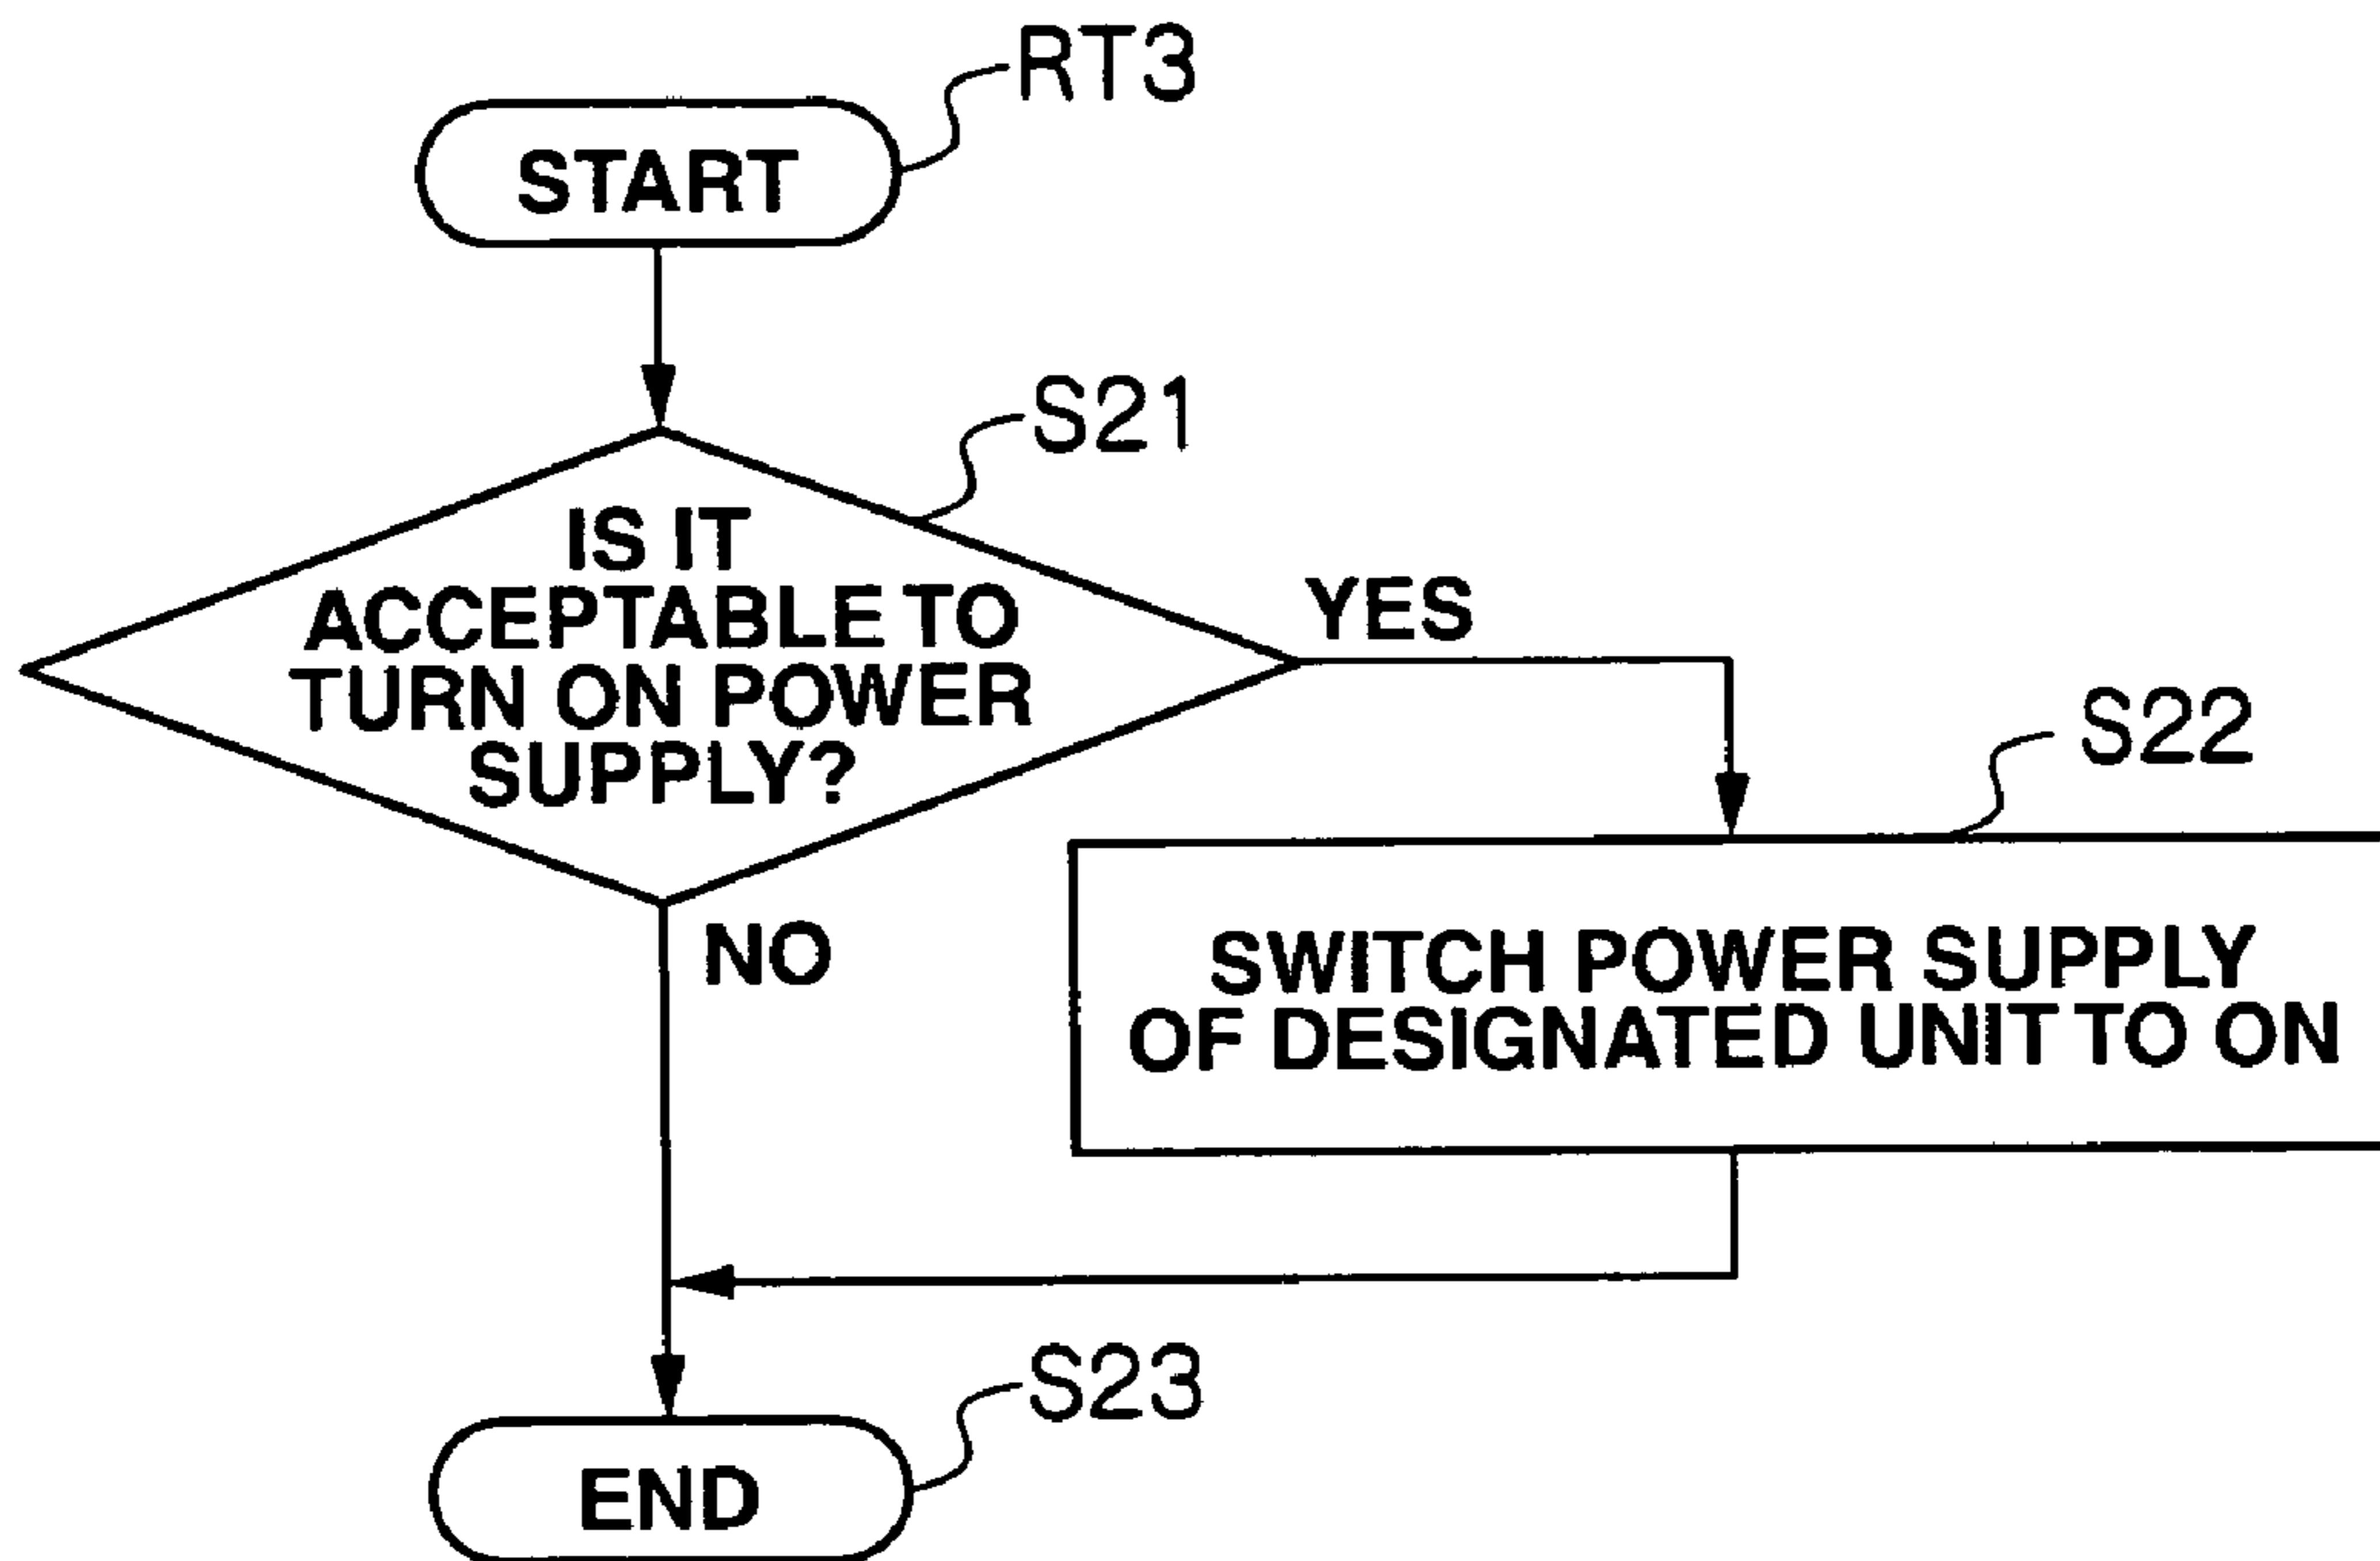 RT3
START
S21
IS IT
ACCEPTABLE TO
TURN ON POWER
SUPPLY?
YES
S22
NO
SWITCH POWER SUPPLY
OF DESIGNATED UNIT TO ON
S23
END